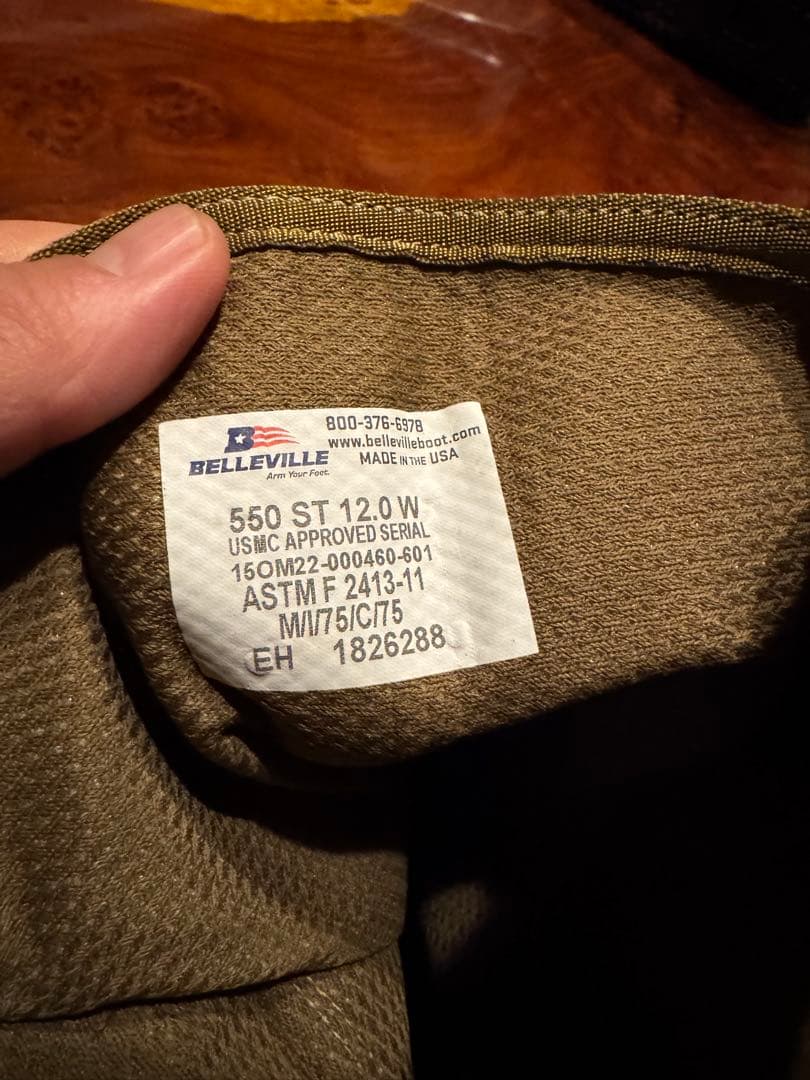 800-376-6978
www.bellevilleboot.com
MADE IN THE USA
B
BELLEVILLE
Arm Your Feet.
550 ST 12.0 W
USMC APPROVED SERIAL
15OM22-000460-601
ASTM F 2413-11
M/I/75/C/75
EH 1826288